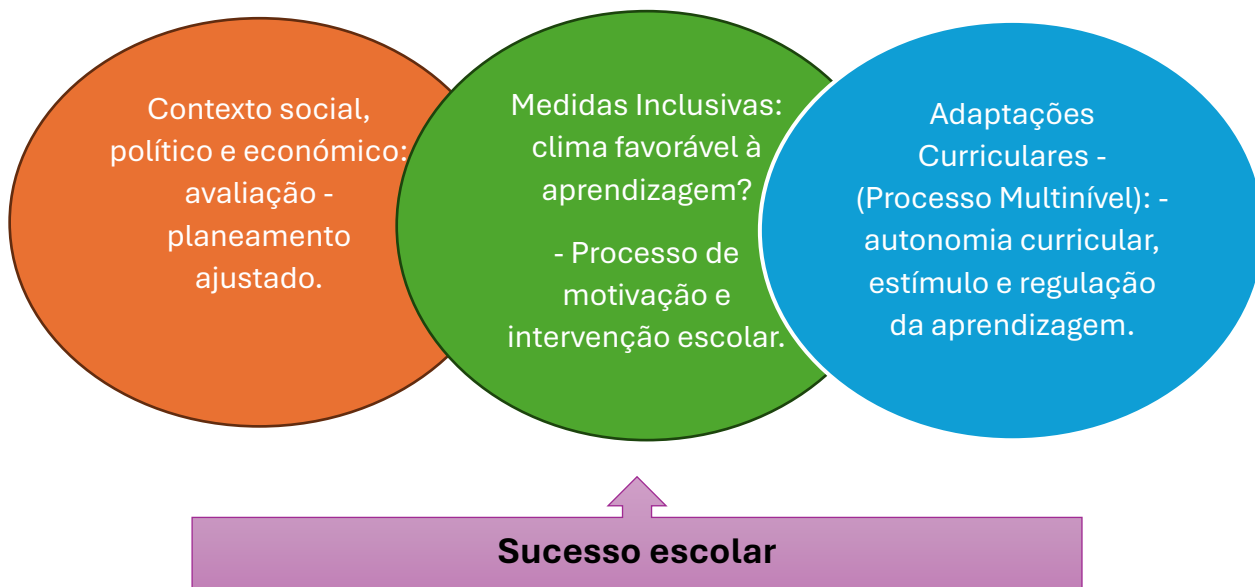 Contexto social,
político e económico:
avaliação -
planeamento
ajustado.
Medidas Inclusivas:
clima favorável à
aprendizagem?
- Processo de
motivação e
intervenção escolar.
Adaptações
Curriculares -
(Processo Multinível): -
autonomia curricular,
estímulo e regulação
da aprendizagem.
Sucesso escolar